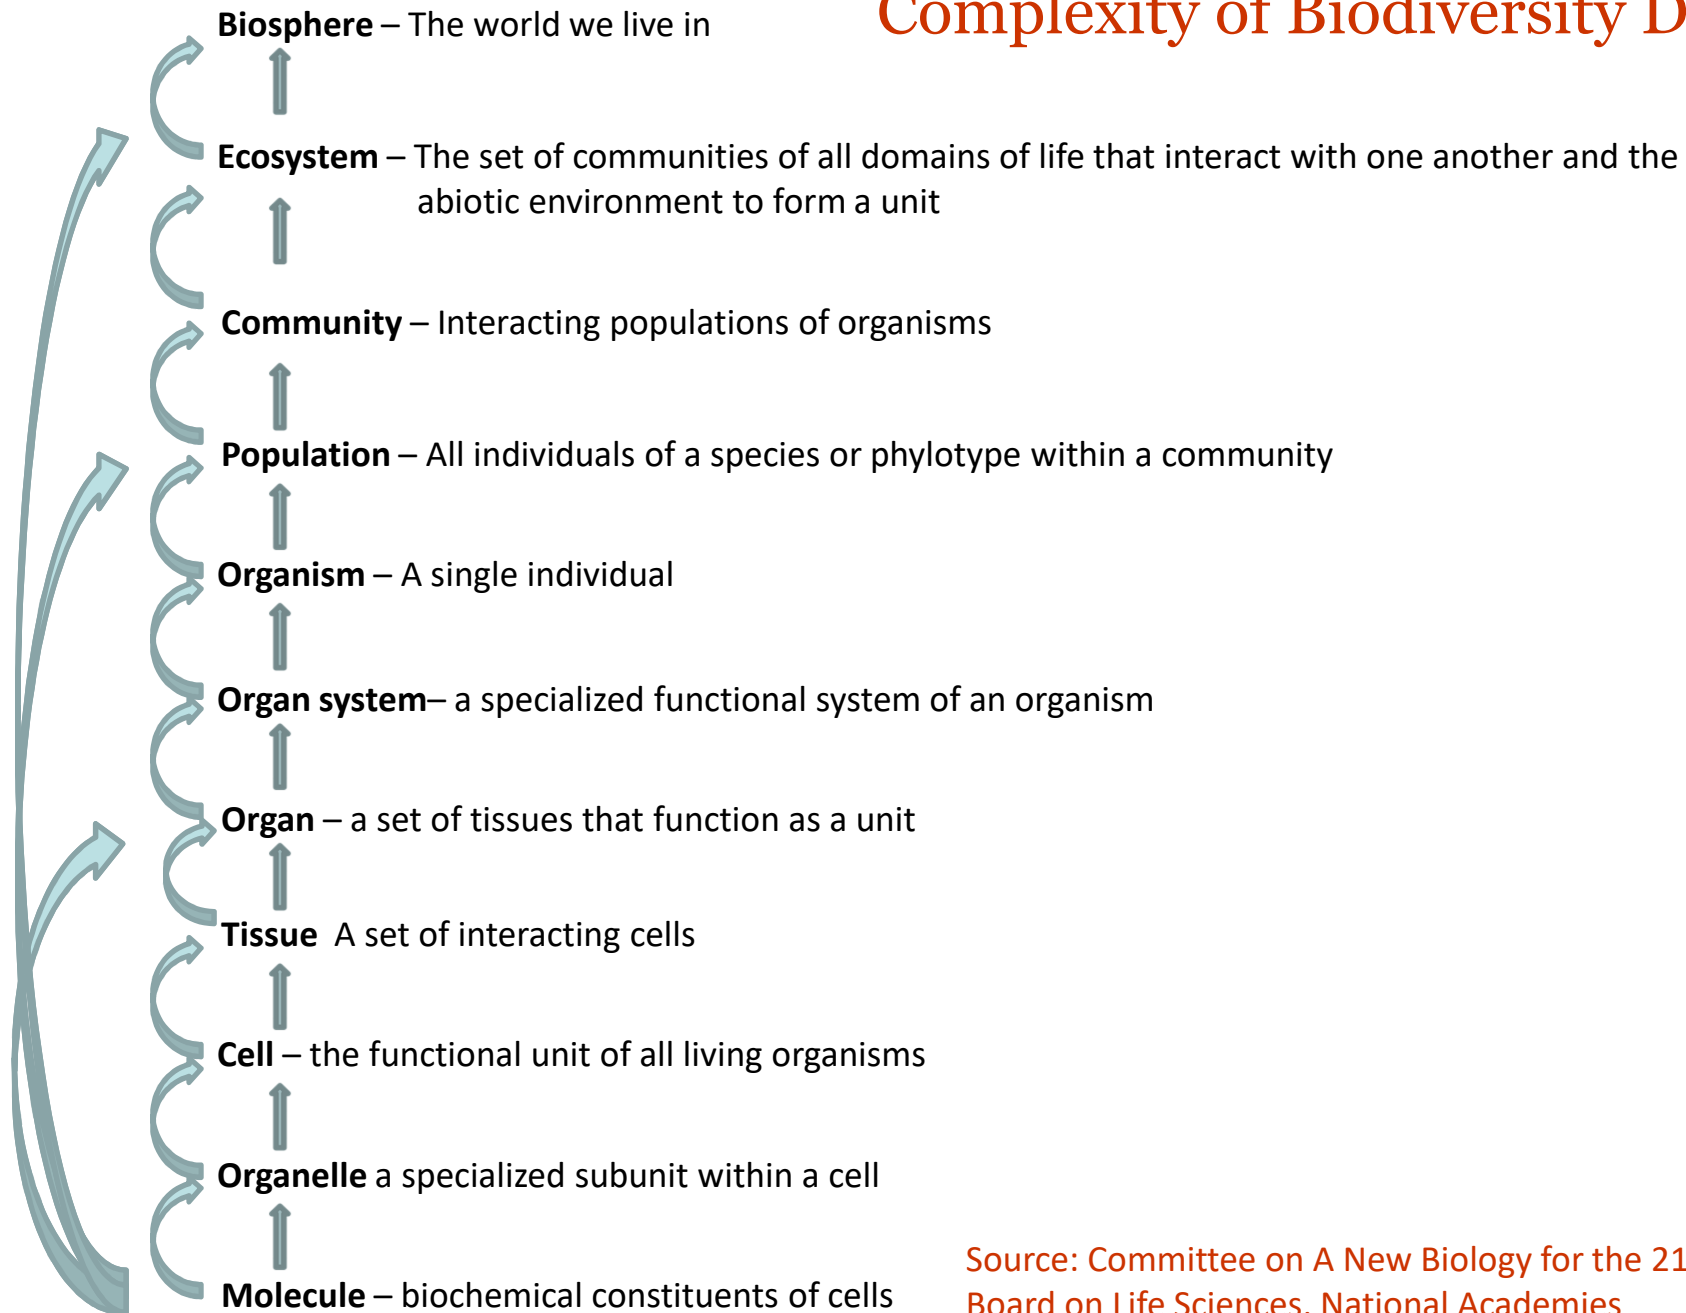 Complexity of Biodiversity D
Biosphere – The world we live in
Ecosystem – The set of communities of all domains of life that interact with one another and the
abiotic environment to form a unit
Community – Interacting populations of organisms
Population – All individuals of a species or phylotype within a community
Organism – A single individual
Organ system– a specialized functional system of an organism
Organ – a set of tissues that function as a unit
Tissue  A set of interacting cells
Cell – the functional unit of all living organisms
Organelle a specialized subunit within a cell
Molecule – biochemical constituents of cells
Source: Committee on A New Biology for the 21
Board on Life Sciences, National Academies